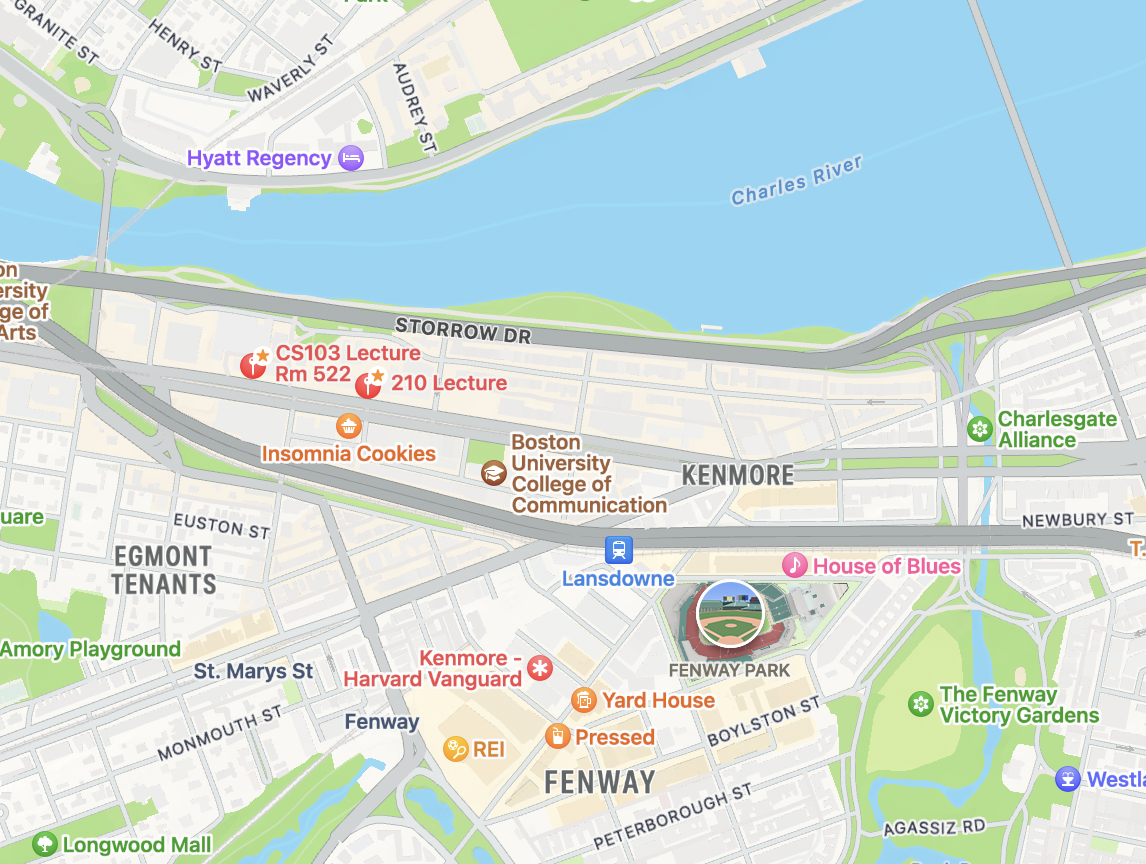 Park
GRANITE ST
HENRY ST
WAVERLY ST
AUDREY ST
Hyatt Regency
Charles River
on
ersity
ge of
Arts
STORROW DR
CS103 Lecture
Rm 522
210 Lecture
Insomnia Cookies
Boston
University
College of
Communication
KENMORE
Charlesgate
Alliance
uare
EUSTON ST
EGMONT
TENANTS
NEWBURY ST
T.
Lansdowne
House of Blues
FENWAY PARK
Amory Playground
St. Marys St
Kenmore -
Harvard Vanguard
Yard House
The Fenway
Victory Gardens
MONMOUTH ST
Fenway
REI
Pressed
BOYLSTON ST
FENWAY
Westla
PETERBOROUGH ST
AGASSIZ RD
Longwood Mall